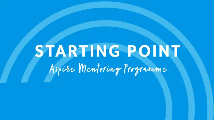 STARTING POINT
Aspire Mentoring Programme